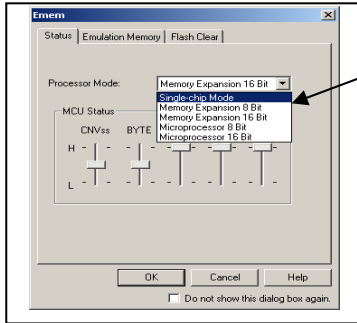 Emem
Status Emulation Memory Flash Clear
Processor Mode: Memory Expansion 16 Bit
Single-chip Mode
Memory Expansion 8 Bit
Memory Expansion 16 Bit
Microprocessor 8 Bit
Microprocessor 16 Bit
MCU Status
CNVss BYTE
H
L
OK Cancel Help
Do not show this dialog box again.